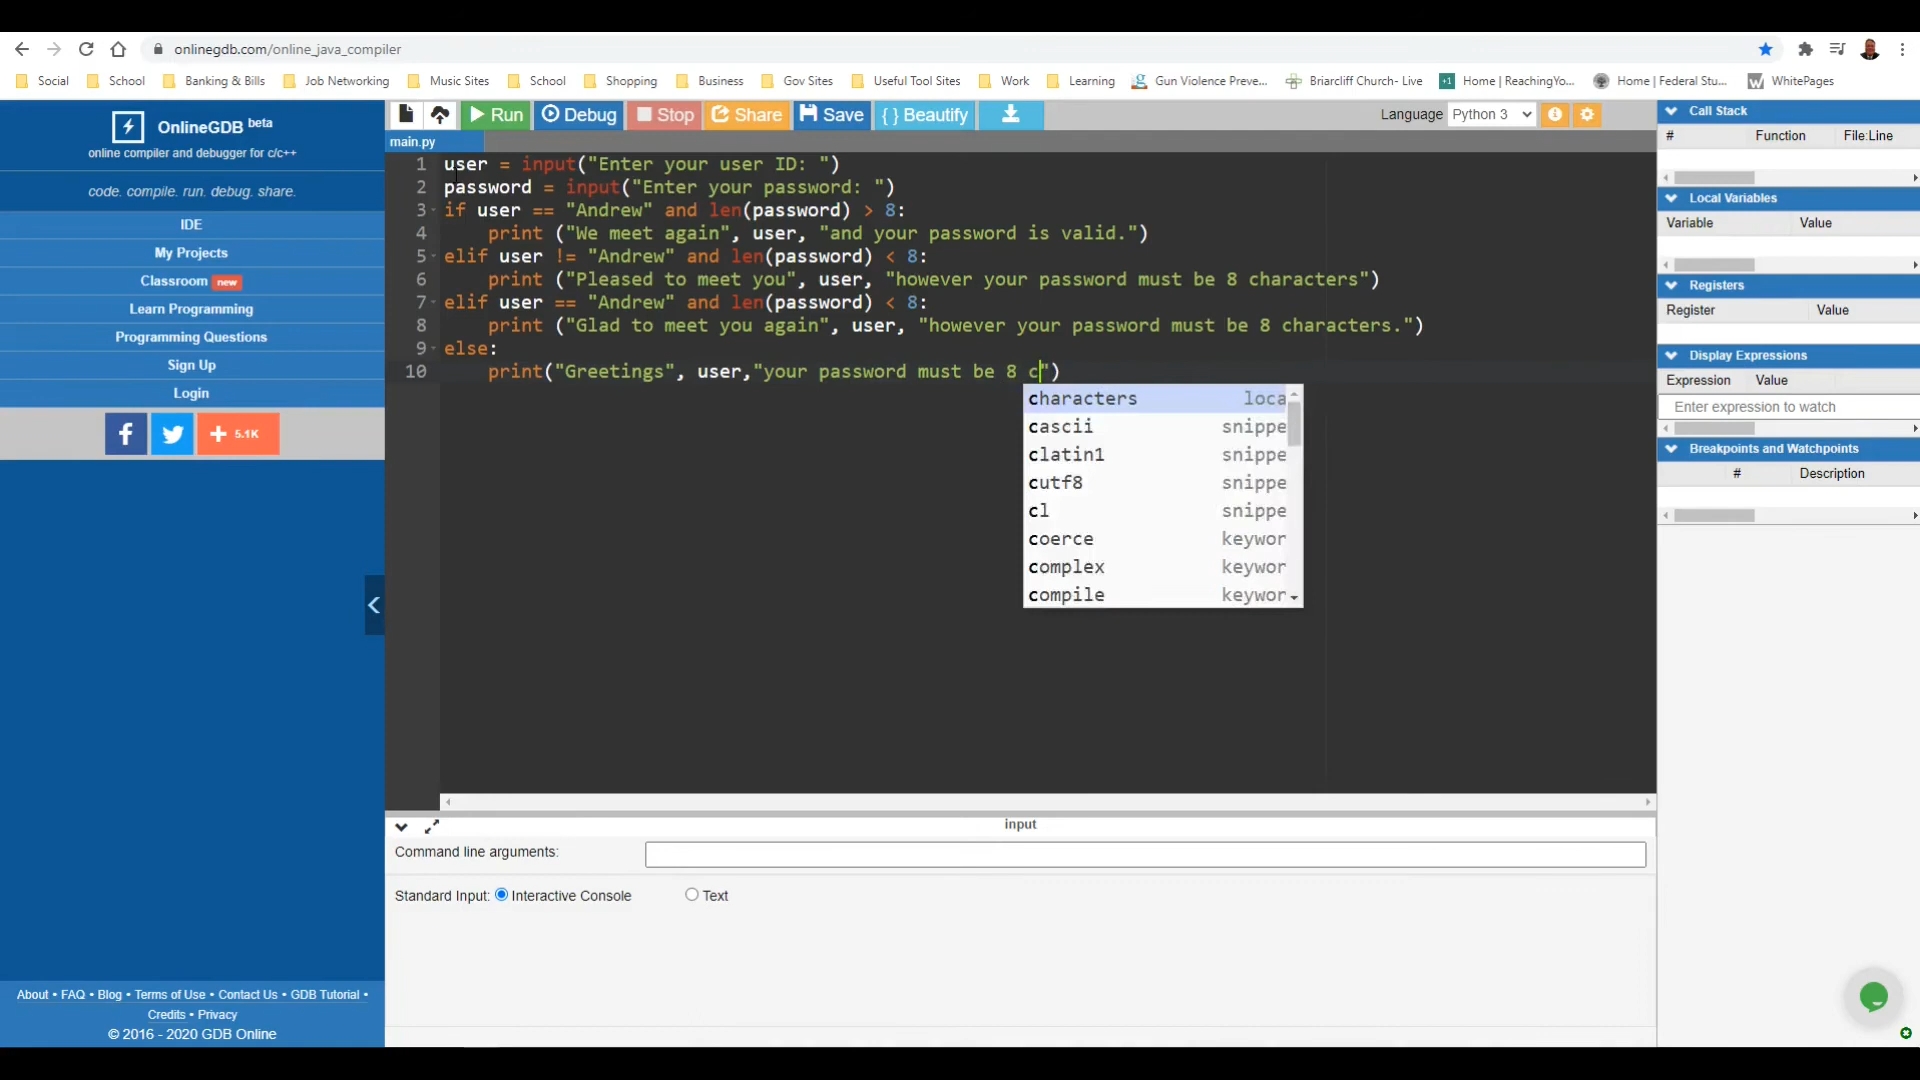 onlinegdb.com/online_java_compiler
Social School Banking & Bills Job Networking Music Sites School Shopping Business Gov Sites Useful Tool Sites Work Learning Gun Violence Preve... Briarcliff Church- Live Home | ReachingYo... Home | Federal Stu... WhitePages
OnlineGDB beta
online compiler and debugger for c/c++
code. compile. run. debug. share.
IDE
My Projects
Classroom new
Learn Programming
Programming Questions
Sign Up
Login
f + 5.1K
About • FAQ • Blog • Terms of Use • Contact Us • GDB Tutorial •
Credits • Privacy
© 2016 - 2020 GDB Online
Run Debug Stop Share Save { } Beautify Language Python 3
main.py
1 user = input("Enter your user ID: ")
2 password = input("Enter your password: ")
3 if user == "Andrew" and len(password) > 8:
4 print ("We meet again", user, "and your password is valid.")
5 elif user != "Andrew" and len(password) < 8:
6 print ("Pleased to meet you", user, "however your password must be 8 characters")
7 elif user == "Andrew" and len(password) < 8:
8 print ("Glad to meet you again", user, "however your password must be 8 characters.")
9 else:
10 print("Greetings", user,"your password must be 8 c")
characters loca
cascii snippe
clatin1 snippe
cutf8 snippe
cl snippe
coerce keywor
complex keywor
compile keywor
input
Command line arguments:
Standard Input: Interactive Console Text
Call Stack
# Function File:Line
Local Variables
Variable Value
Registers
Register Value
Display Expressions
Expression Value
Enter expression to watch
Breakpoints and Watchpoints
# Description